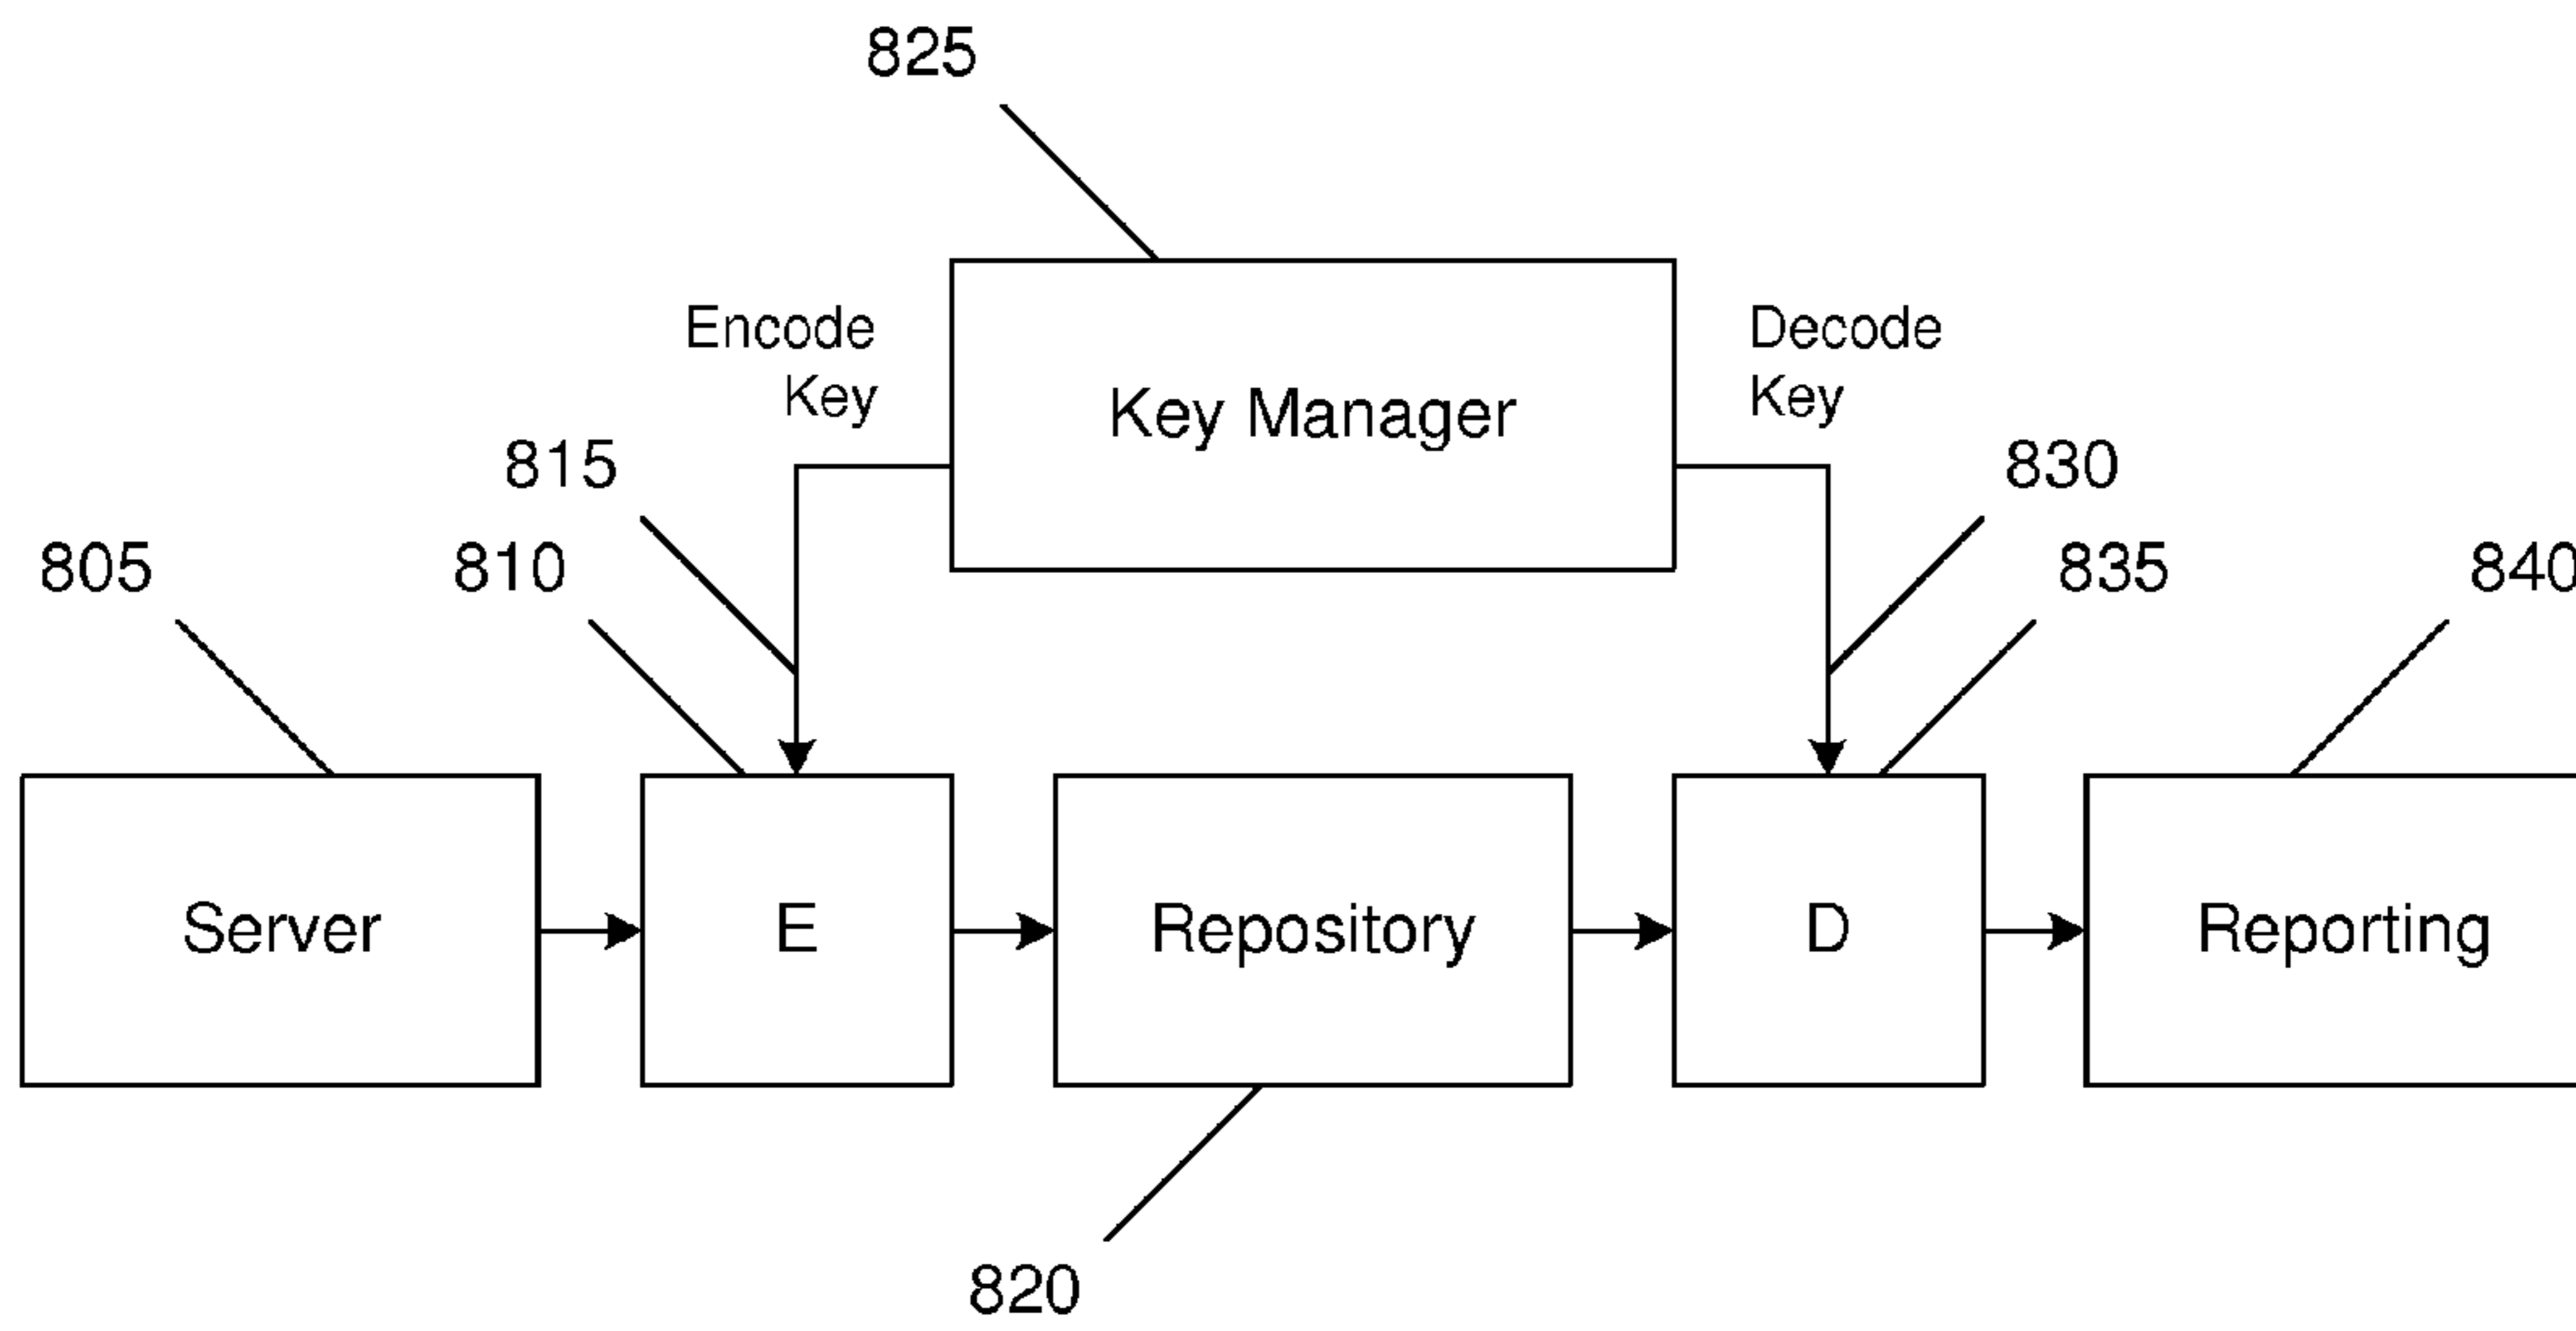 825
Encode
Key
Decode
Key
Key Manager
815
830
805
810
835
840
Server
E
Repository
D
Reporting
820